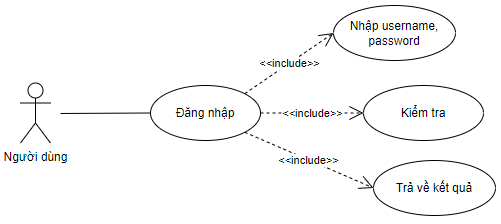 Nhập username,
password
<<include>>
Đăng nhập
<<include>>
Kiểm tra
Người dùng
<<include>>
Trả về kết quả